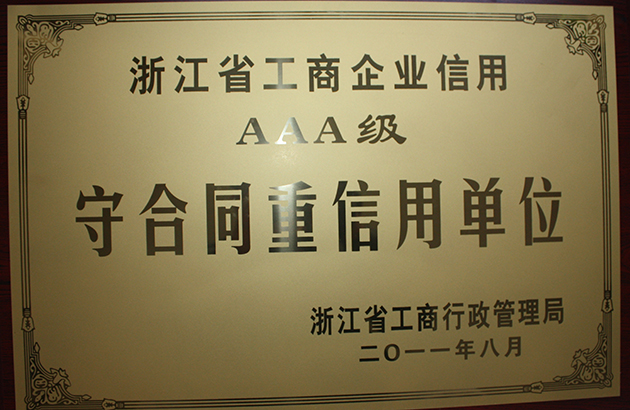 浙江省工商企业信用
AAA级
守合同重信用单位
浙江省工商行政管理局
二〇一一年八月